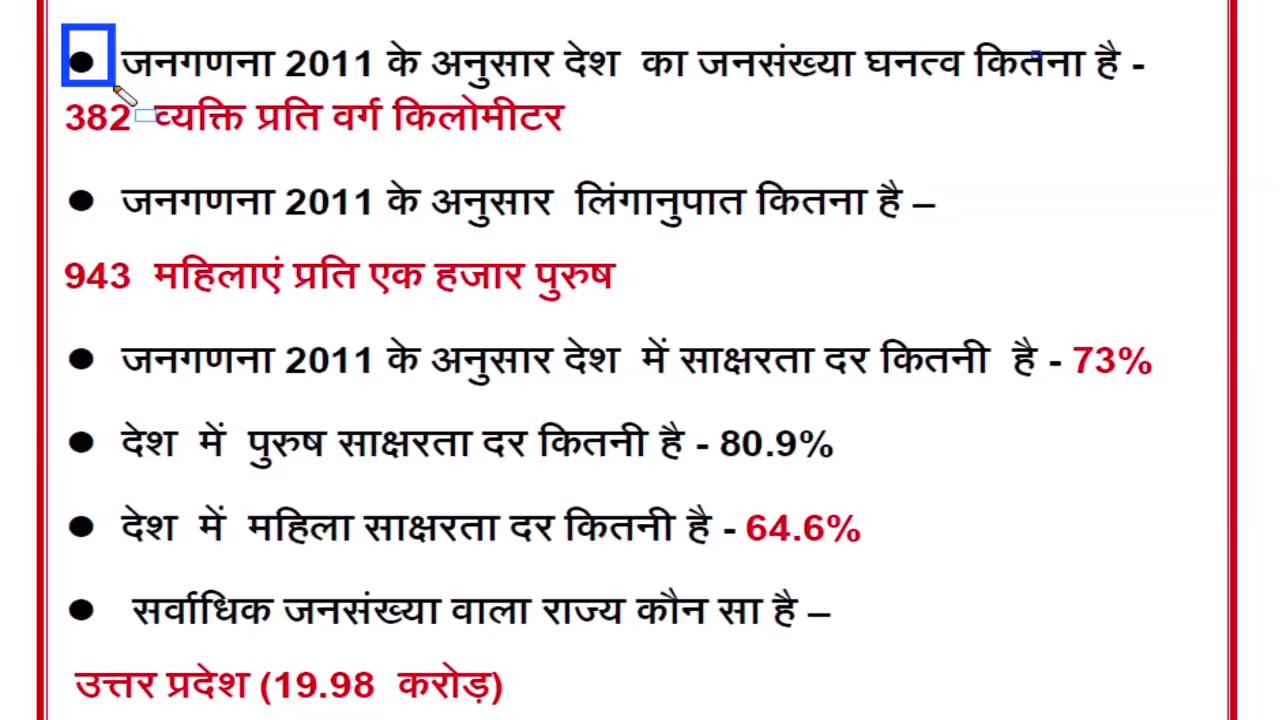 ● जनगणना 2011 के अनुसार देश का जनसंख्या घनत्व कितना है -
382 व्यक्ति प्रति वर्ग किलोमीटर
● जनगणना 2011 के अनुसार लिंगानुपात कितना है –
943 महिलाएं प्रति एक हजार पुरुष
● जनगणना 2011 के अनुसार देश में साक्षरता दर कितनी है - 73%
● देश में पुरुष साक्षरता दर कितनी है - 80.9%
● देश में महिला साक्षरता दर कितनी है - 64.6%
● सर्वाधिक जनसंख्या वाला राज्य कौन सा है –
उत्तर प्रदेश (19.98 करोड़)